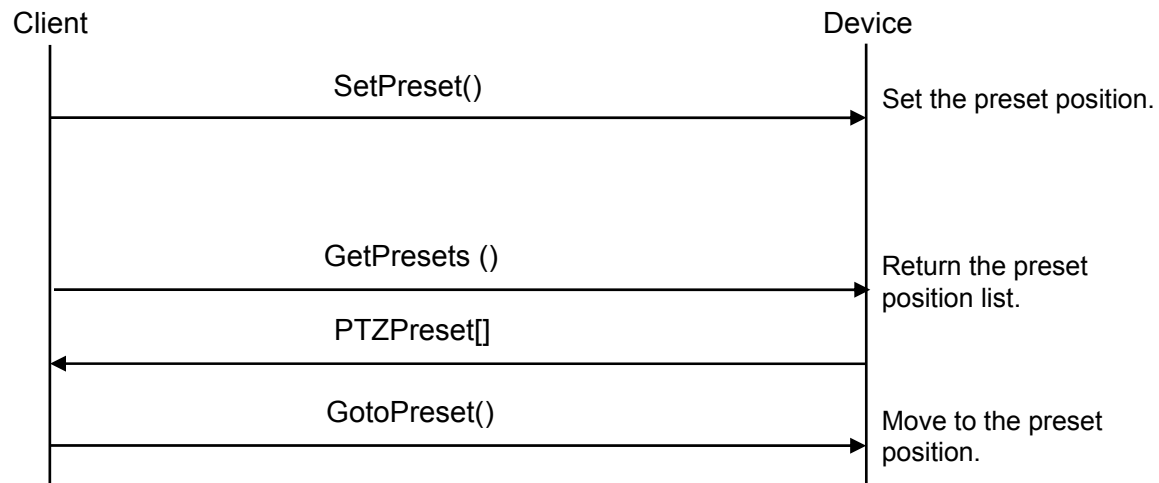 Client
Device
SetPreset()
Set the preset position.
GetPresets ()
Return the preset
position list.
PTZPreset[]
GotoPreset()
Move to the preset
position.